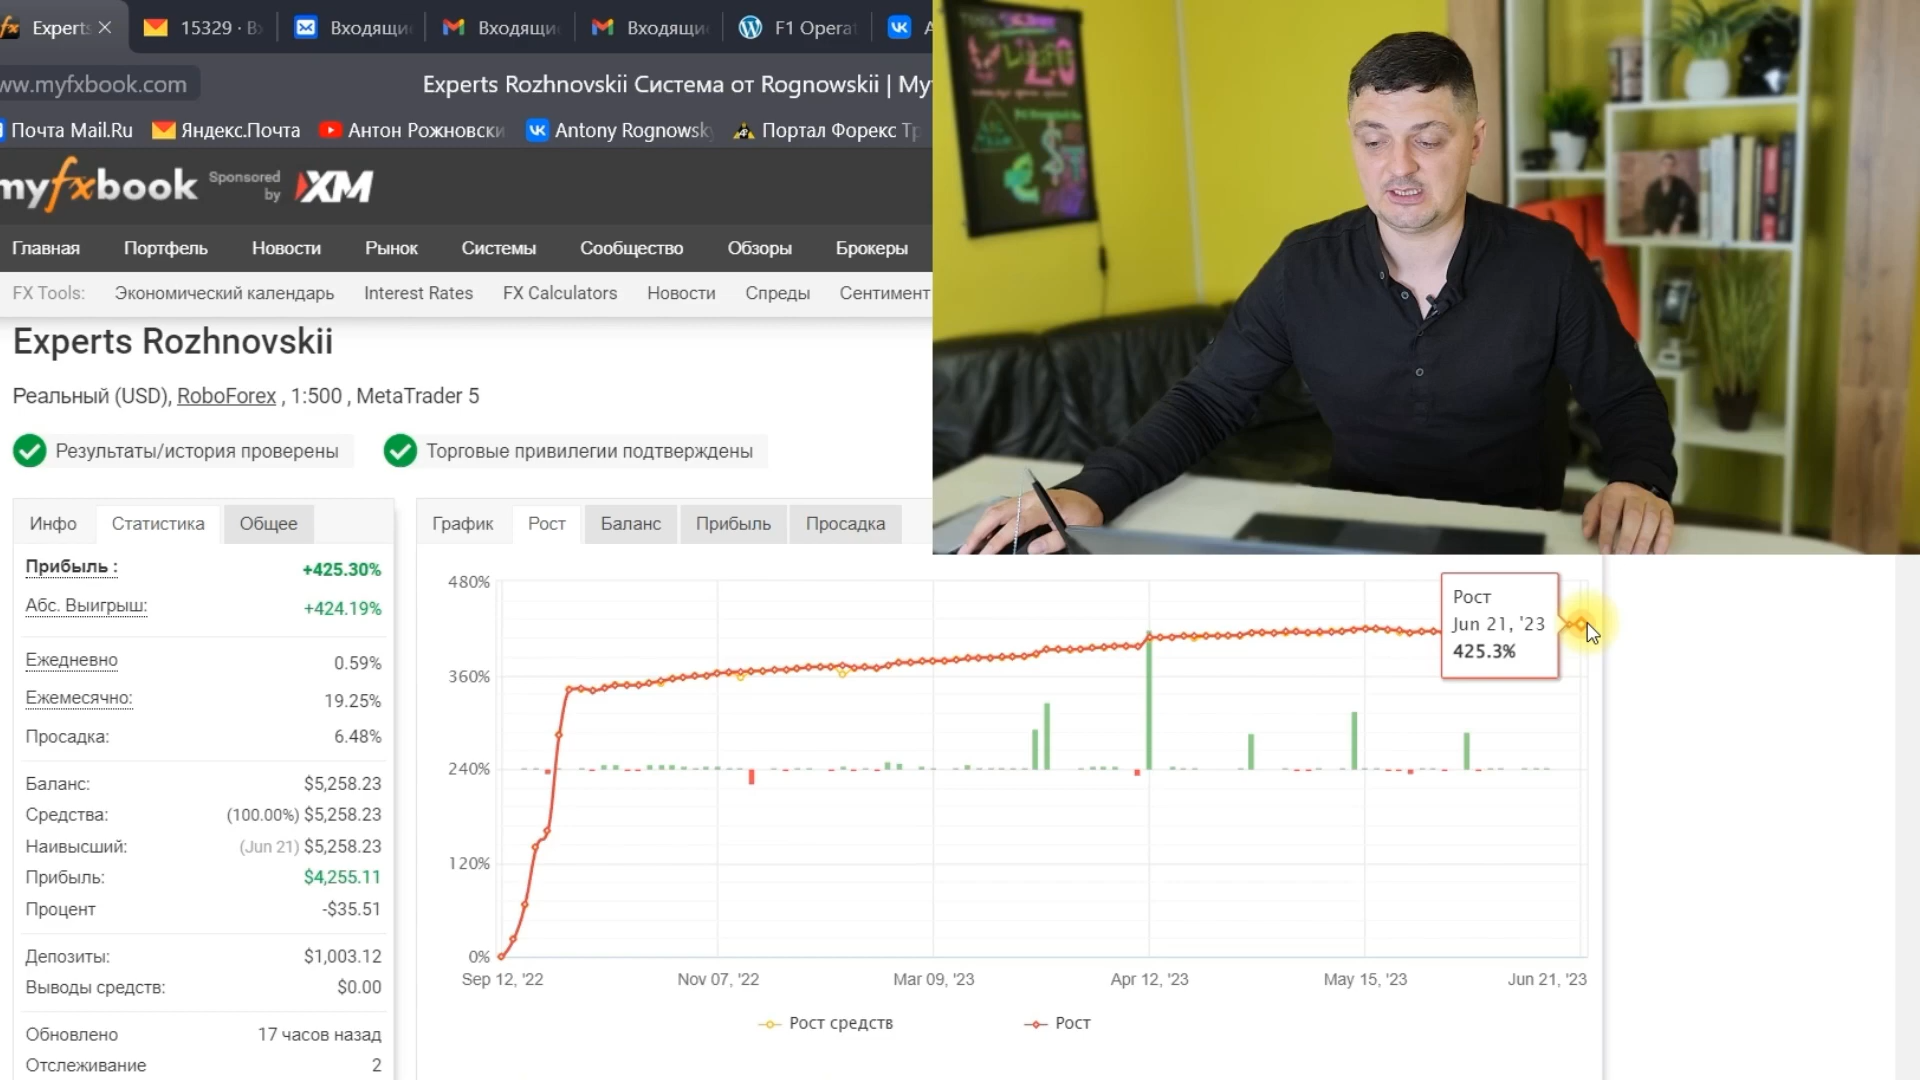 Experts
15329 · Вх
Входящи
Входящи
Входящи
F1 Opera
ww.myfxbook.com
Experts Rozhnovskii Система от Rognowskii | My
Почта Mail.Ru
Яндекс.Почта
Антон Рожновски
Antony Rognowsky
Портал Форекс Тр
myfxbook Sponsored by XM
Главная
Портфель
Новости
Рынок
Системы
Сообщество
Обзоры
Брокеры
FX Tools:
Экономический календарь
Interest Rates
FX Calculators
Новости
Спреды
Сентимент
Experts Rozhnovskii
Реальный (USD), RoboForex , 1:500 , MetaTrader 5
Результаты/история проверены
Торговые привилегии подтверждены
Инфо
Статистика
Общее
Прибыль : +425.30%
Абс. Выигрыш: +424.19%
Ежедневно 0.59%
Ежемесячно: 19.25%
Просадка: 6.48%
Баланс: $5,258.23
Средства: (100.00%) $5,258.23
Наивысший: (Jun 21) $5,258.23
Прибыль: $4,255.11
Процент -$35.51
Депозиты: $1,003.12
Выводы средств: $0.00
Обновлено 17 часов назад
Отслеживание 2
График
Рост
Баланс
Прибыль
Просадка
480%
360%
240%
120%
0%
Рост
Jun 21, '23
425.3%
Sep 12, '22
Nov 07, '22
Mar 09, '23
Apr 12, '23
May 15, '23
Jun 21, '23
Рост средств
Рост